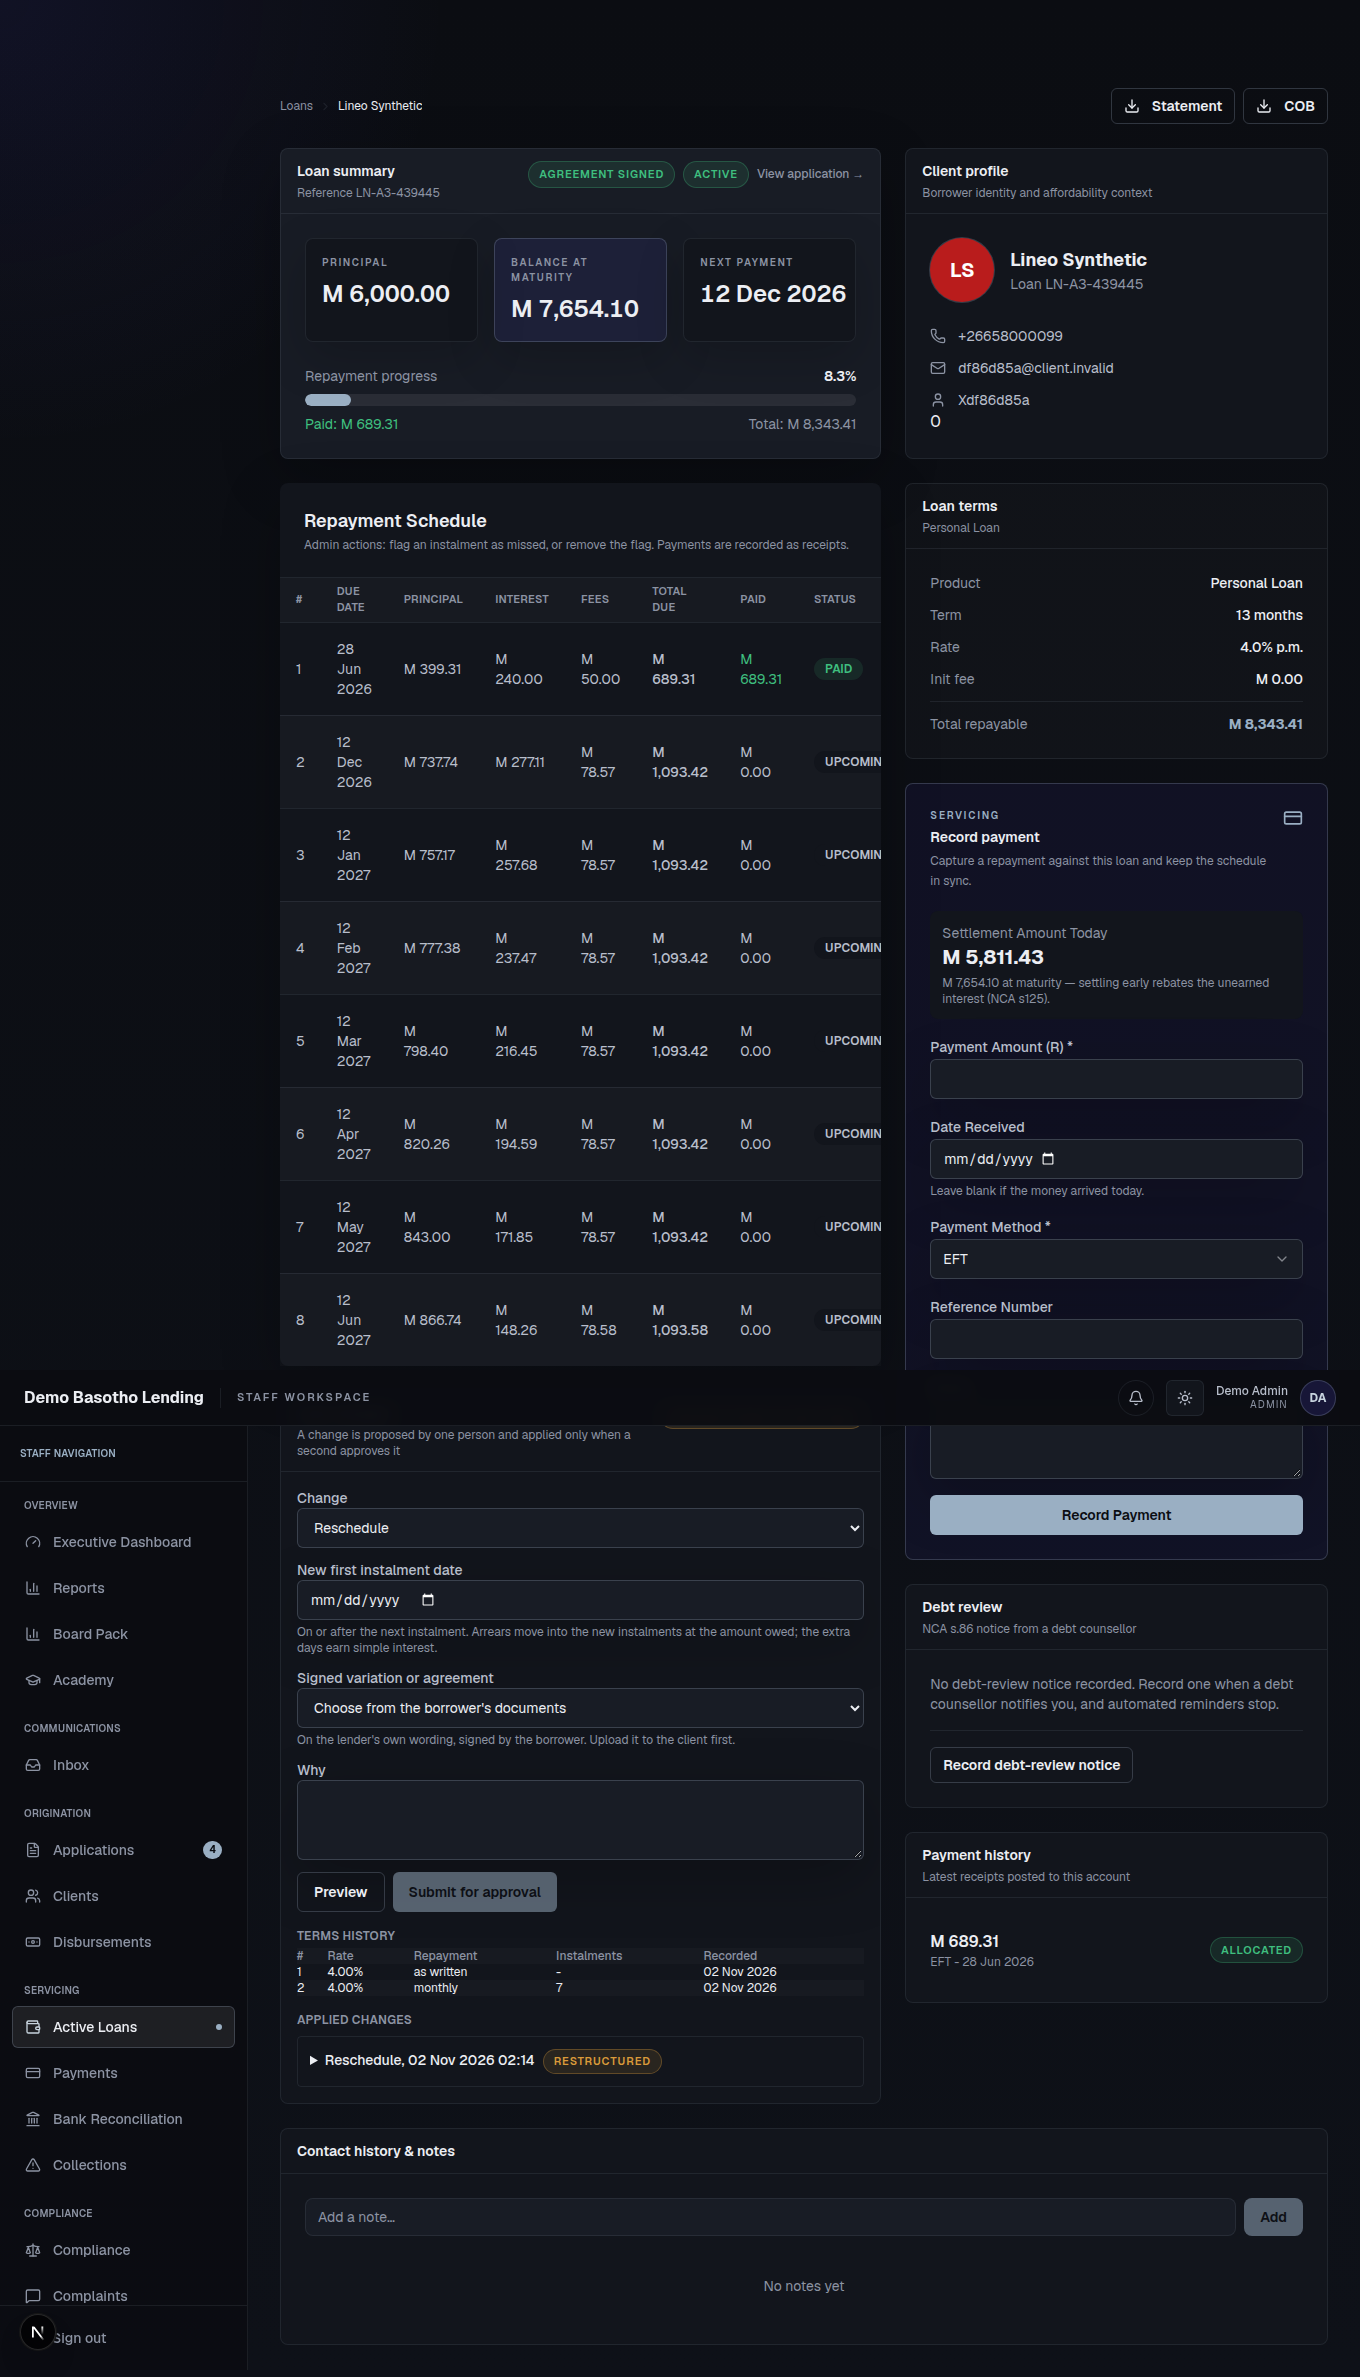 Loans › Lineo Synthetic
Statement
COB
Loan summary
Reference LN-A3-439445
AGREEMENT SIGNED
ACTIVE
View application →
PRINCIPAL
M 6,000.00
BALANCE AT
MATURITY
M 7,654.10
NEXT PAYMENT
12 Dec 2026
Repayment progress
8.3%
Paid: M 689.31
Total: M 8,343.41
Client profile
Borrower identity and affordability context
LS
Lineo Synthetic
Loan LN-A3-439445
+26658000099
df86d85a@client.invalid
Xdf86d85a
0
Repayment Schedule
Admin actions: flag an instalment as missed, or remove the flag. Payments are recorded as receipts.
# DUE DATE PRINCIPAL INTEREST FEES TOTAL DUE PAID STATUS
1 28 Jun 2026 M 399.31 M 240.00 M 50.00 M 689.31 M 689.31 PAID
2 12 Dec 2026 M 737.74 M 277.11 M 78.57 M 1,093.42 M 0.00 UPCOMIN
3 12 Jan 2027 M 757.17 M 257.68 M 78.57 M 1,093.42 M 0.00 UPCOMIN
4 12 Feb 2027 M 777.38 M 237.47 M 78.57 M 1,093.42 M 0.00 UPCOMIN
5 12 Mar 2027 M 798.40 M 216.45 M 78.57 M 1,093.42 M 0.00 UPCOMIN
6 12 Apr 2027 M 820.26 M 194.59 M 78.57 M 1,093.42 M 0.00 UPCOMIN
7 12 May 2027 M 843.00 M 171.85 M 78.57 M 1,093.42 M 0.00 UPCOMIN
8 12 Jun 2027 M 866.74 M 148.26 M 78.58 M 1,093.58 M 0.00 UPCOMIN
Loan terms
Personal Loan
Product Personal Loan
Term 13 months
Rate 4.0% p.m.
Init fee M 0.00
Total repayable M 8,343.41
SERVICING
Record payment
Capture a repayment against this loan and keep the schedule
in sync.
Settlement Amount Today
M 5,811.43
M 7,654.10 at maturity — settling early rebates the unearned
interest (NCA s125).
Payment Amount (R) *
Date Received
mm/dd/yyyy
Leave blank if the money arrived today.
Payment Method *
EFT
Reference Number
Demo Basotho Lending
STAFF WORKSPACE
Demo Admin
ADMIN
DA
STAFF NAVIGATION
OVERVIEW
Executive Dashboard
Reports
Board Pack
Academy
COMMUNICATIONS
Inbox
ORIGINATION
Applications 4
Clients
Disbursements
SERVICING
Active Loans
Payments
Bank Reconciliation
Collections
COMPLIANCE
Compliance
Complaints
N
Sign out
A change is proposed by one person and applied only when a
second approves it
Change
Reschedule
New first instalment date
mm/dd/yyyy
On or after the next instalment. Arrears move into the new instalments at the amount owed; the extra
days earn simple interest.
Signed variation or agreement
Choose from the borrower's documents
On the lender's own wording, signed by the borrower. Upload it to the client first.
Why
Preview
Submit for approval
TERMS HISTORY
# Rate Repayment Instalments Recorded
1 4.00% as written - 02 Nov 2026
2 4.00% monthly 7 02 Nov 2026
APPLIED CHANGES
▶ Reschedule, 02 Nov 2026 02:14 RESTRUCTURED
Record Payment
Debt review
NCA s.86 notice from a debt counsellor
No debt-review notice recorded. Record one when a debt
counsellor notifies you, and automated reminders stop.
Record debt-review notice
Payment history
Latest receipts posted to this account
M 689.31
EFT - 28 Jun 2026
ALLOCATED
Contact history & notes
Add a note...
Add
No notes yet